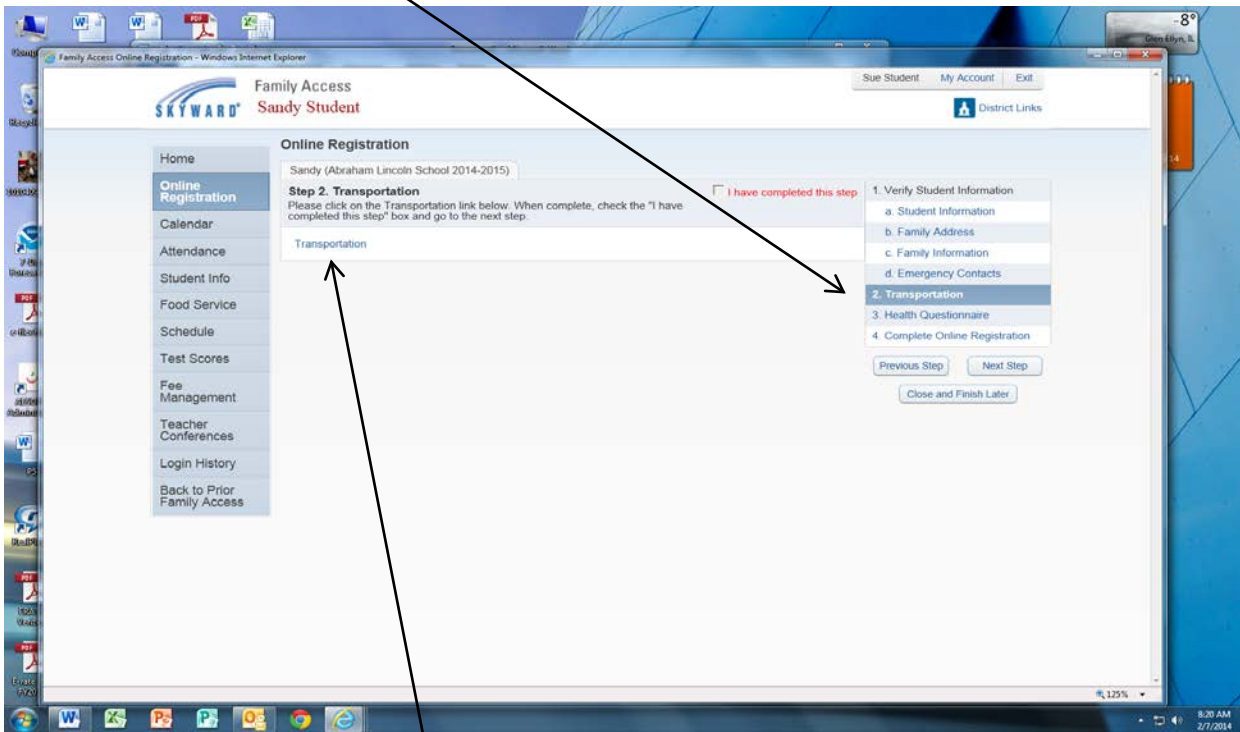 -8°
Glen Ellyn, IL
Family Access Online Registration - Windows Internet Explorer
SKYWARD®
Family Access
Sandy Student
Sue Student
My Account
Exit
District Links
Home
Online
Registration
Calendar
Attendance
Student Info
Food Service
Schedule
Test Scores
Fee
Management
Teacher
Conferences
Login History
Back to Prior
Family Access
Online Registration
Sandy (Abraham Lincoln School 2014-2015)
Step 2. Transportation
Please click on the Transportation link below. When complete, check the "I have
completed this step" box and go to the next step.
I have completed this step
Transportation
1. Verify Student Information
a. Student Information
b. Family Address
c. Family Information
d. Emergency Contacts
2. Transportation
3. Health Questionnaire
4. Complete Online Registration
Previous Step
Next Step
Close and Finish Later
125%
8:20 AM
2/7/2014